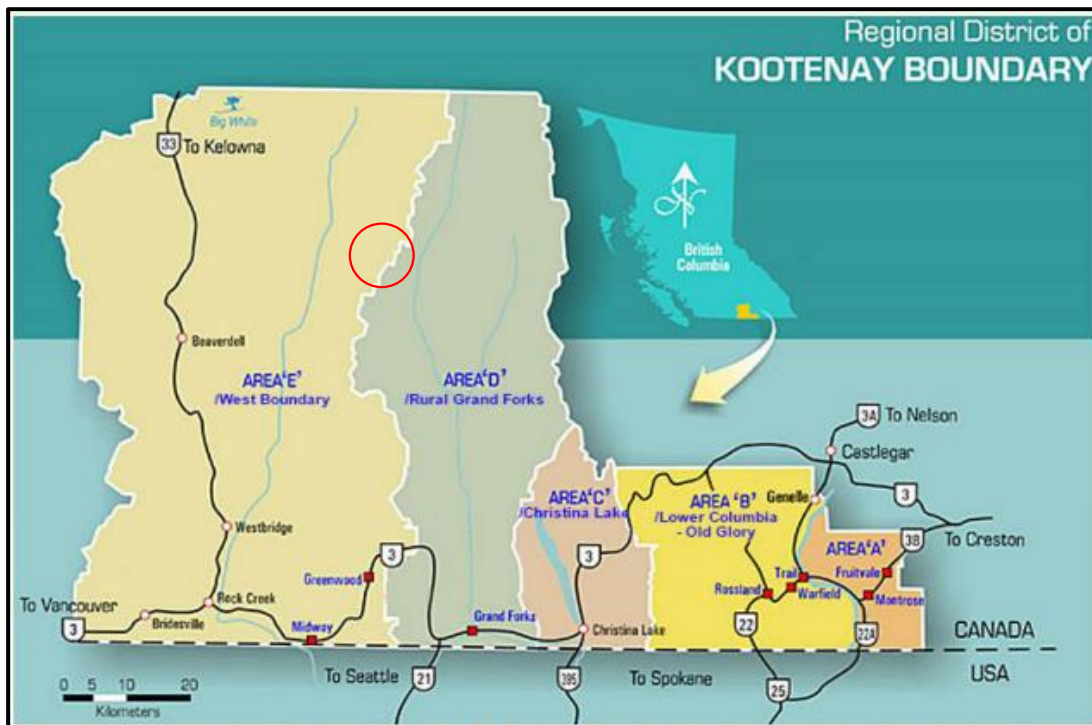 Regional District of
KOOTENAY BOUNDARY
Big White
33
To Kelowna
British
Columbia
Beaverdell
AREA‘E’
/West Boundary
AREA‘D’
/Rural Grand Forks
3A
To Nelson
Castlegar
AREA‘C’
/Christina Lake
AREA ‘B’
/Lower Columbia
- Old Glory
Genelle
3
Westbridge
AREA‘A’
3B
To Creston
3
3
Greenwood
Trail
Fruitvale
Rossland
Warfield
Montrose
To Vancouver
3
Rock Creek
Bridesville
Midway
Grand Forks
Christina Lake
22
22A
CANADA
USA
To Seattle
21
395
To Spokane
25
0 5 10 20
Kilometers